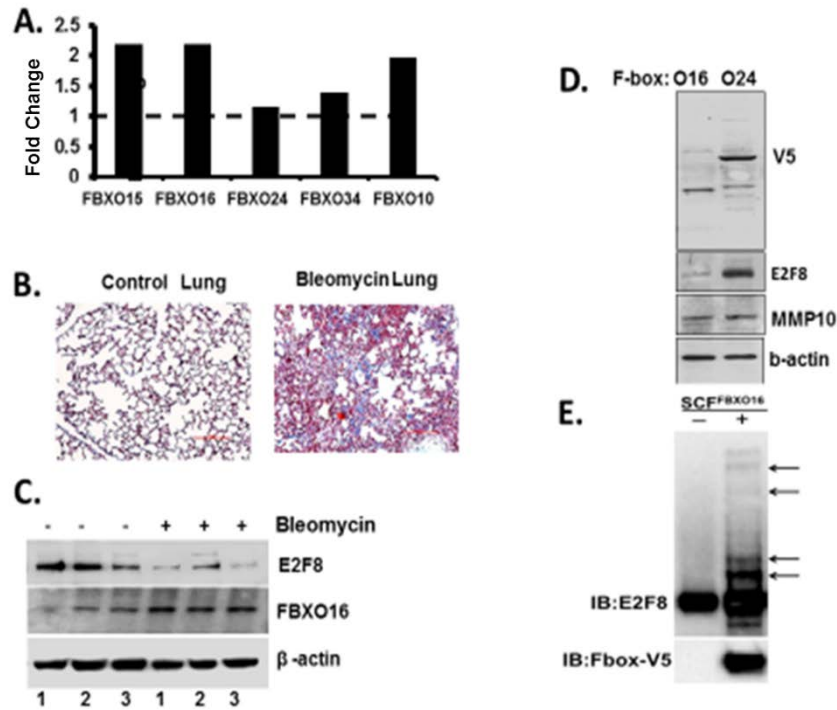 A.
2.5
2
1.5
1
0.5
0
Fold Change
FBXO15 FBXO16 FBXO24 FBXO34 FBXO10
B.
Control Lung
Bleomycin Lung
C.
- - - + + + Bleomycin
E2F8
FBXO16
β-actin
1 2 3 1 2 3
D.
F-box: O16 O24
V5
E2F8
MMP10
b-actin
E.
SCFFBXO16
– +
IB:E2F8
IB:Fbox-V5